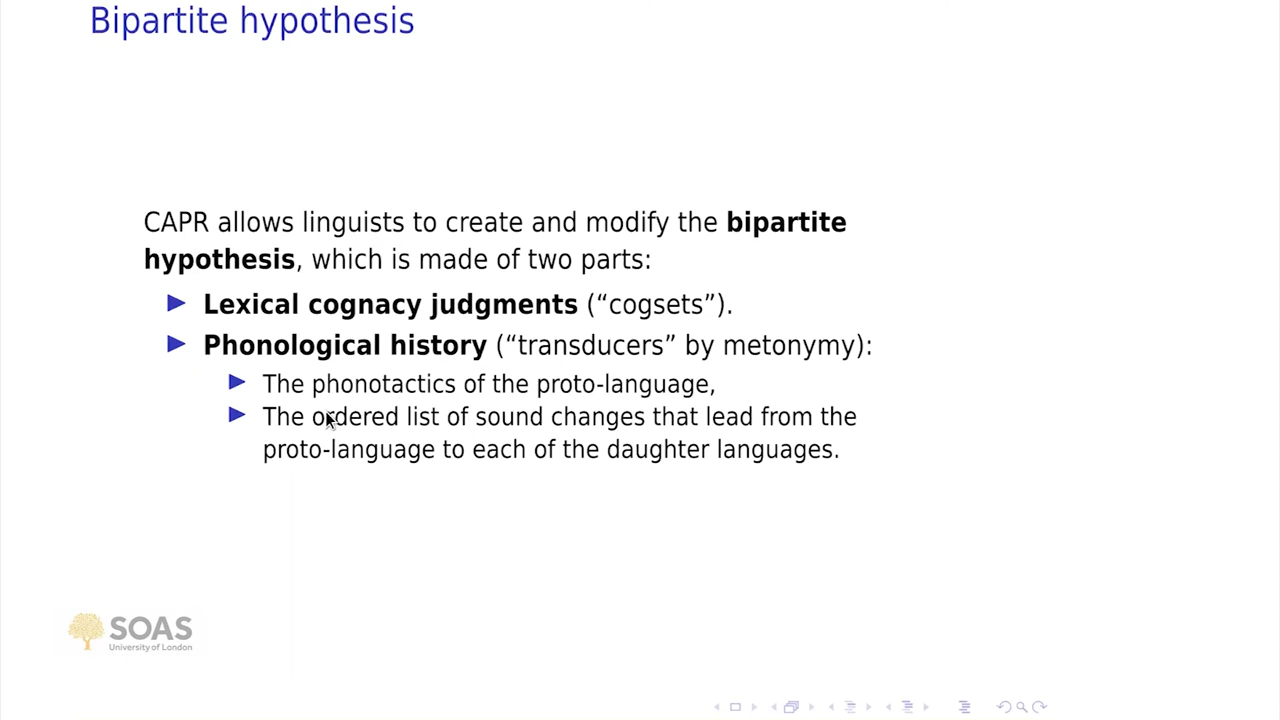 Bipartite hypothesis
CAPR allows linguists to create and modify the bipartite
hypothesis, which is made of two parts:
Lexical cognacy judgments (“cogsets”).
Phonological history (“transducers” by metonymy):
The phonotactics of the proto-language,
The ordered list of sound changes that lead from the
proto-language to each of the daughter languages.
SOAS
University of London